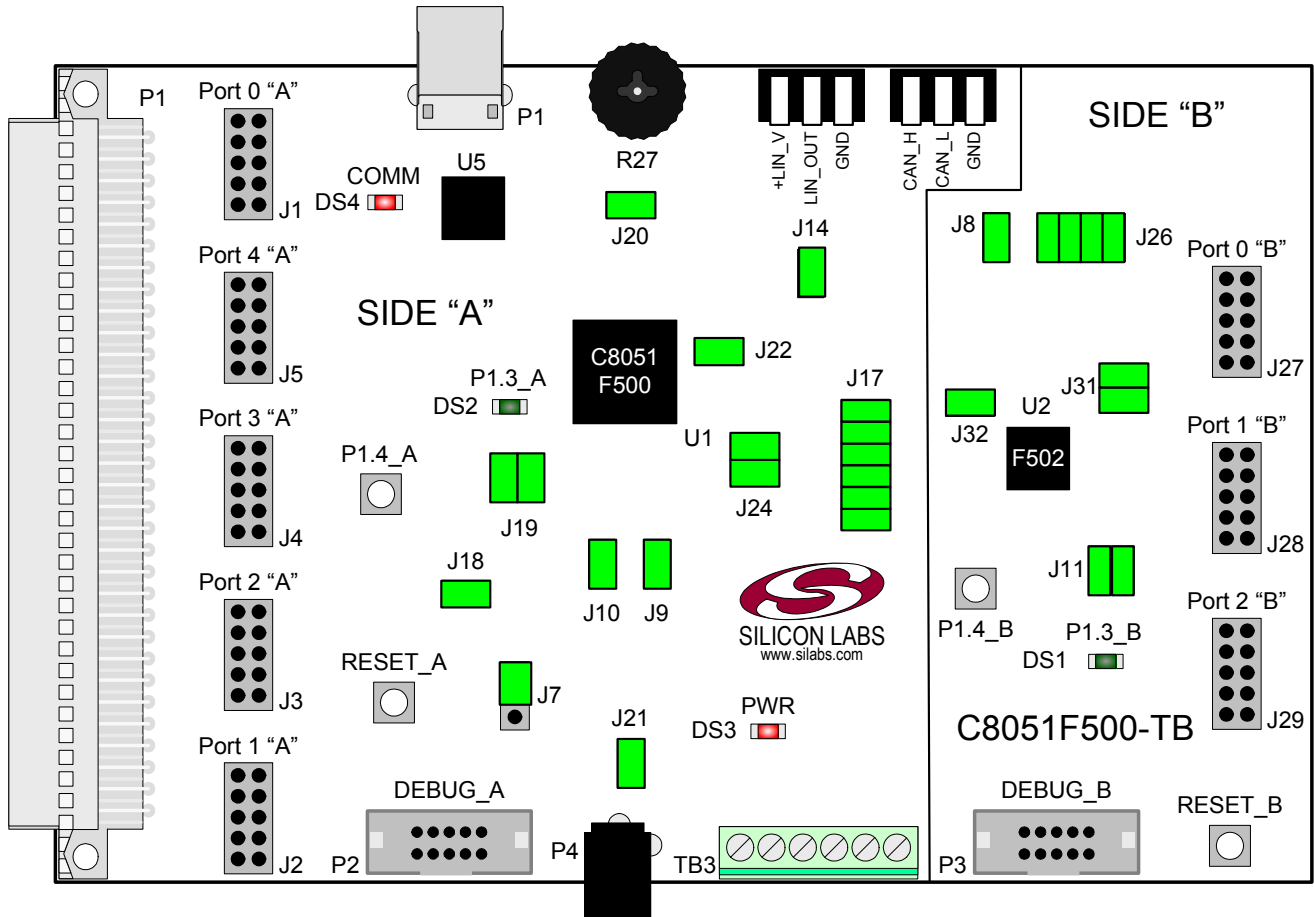 P1
Port 0 “A”
J1
Port 4 “A”
J5
Port 3 “A”
J4
Port 2 “A”
J3
Port 1 “A”
J2
P1
COMM
DS4
U5
R27
J20
+LIN_V
LIN_OUT
GND
CAN_H
CAN_L
GND
J14
SIDE “A”
C8051
F500
J22
U1
P1.3_A
DS2
P1.4_A
J19
J24
J17
J18
J10
J9
SILICON LABS
www.silabs.com
RESET_A
J7
J21
PWR
DS3
DEBUG_A
P2
P4
TB3
SIDE “B”
J8
J26
Port 0 “B”
J27
J31
J32
U2
F502
Port 1 “B”
J28
J11
P1.4_B
P1.3_B
DS1
Port 2 “B”
J29
C8051F500-TB
DEBUG_B
P3
RESET_B